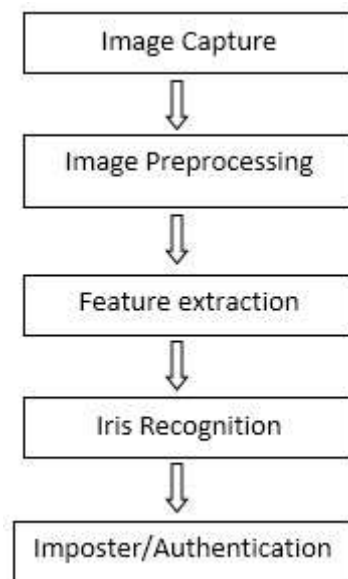 Image Capture
Image Preprocessing
Feature extraction
Iris Recognition
Imposter/Authentication